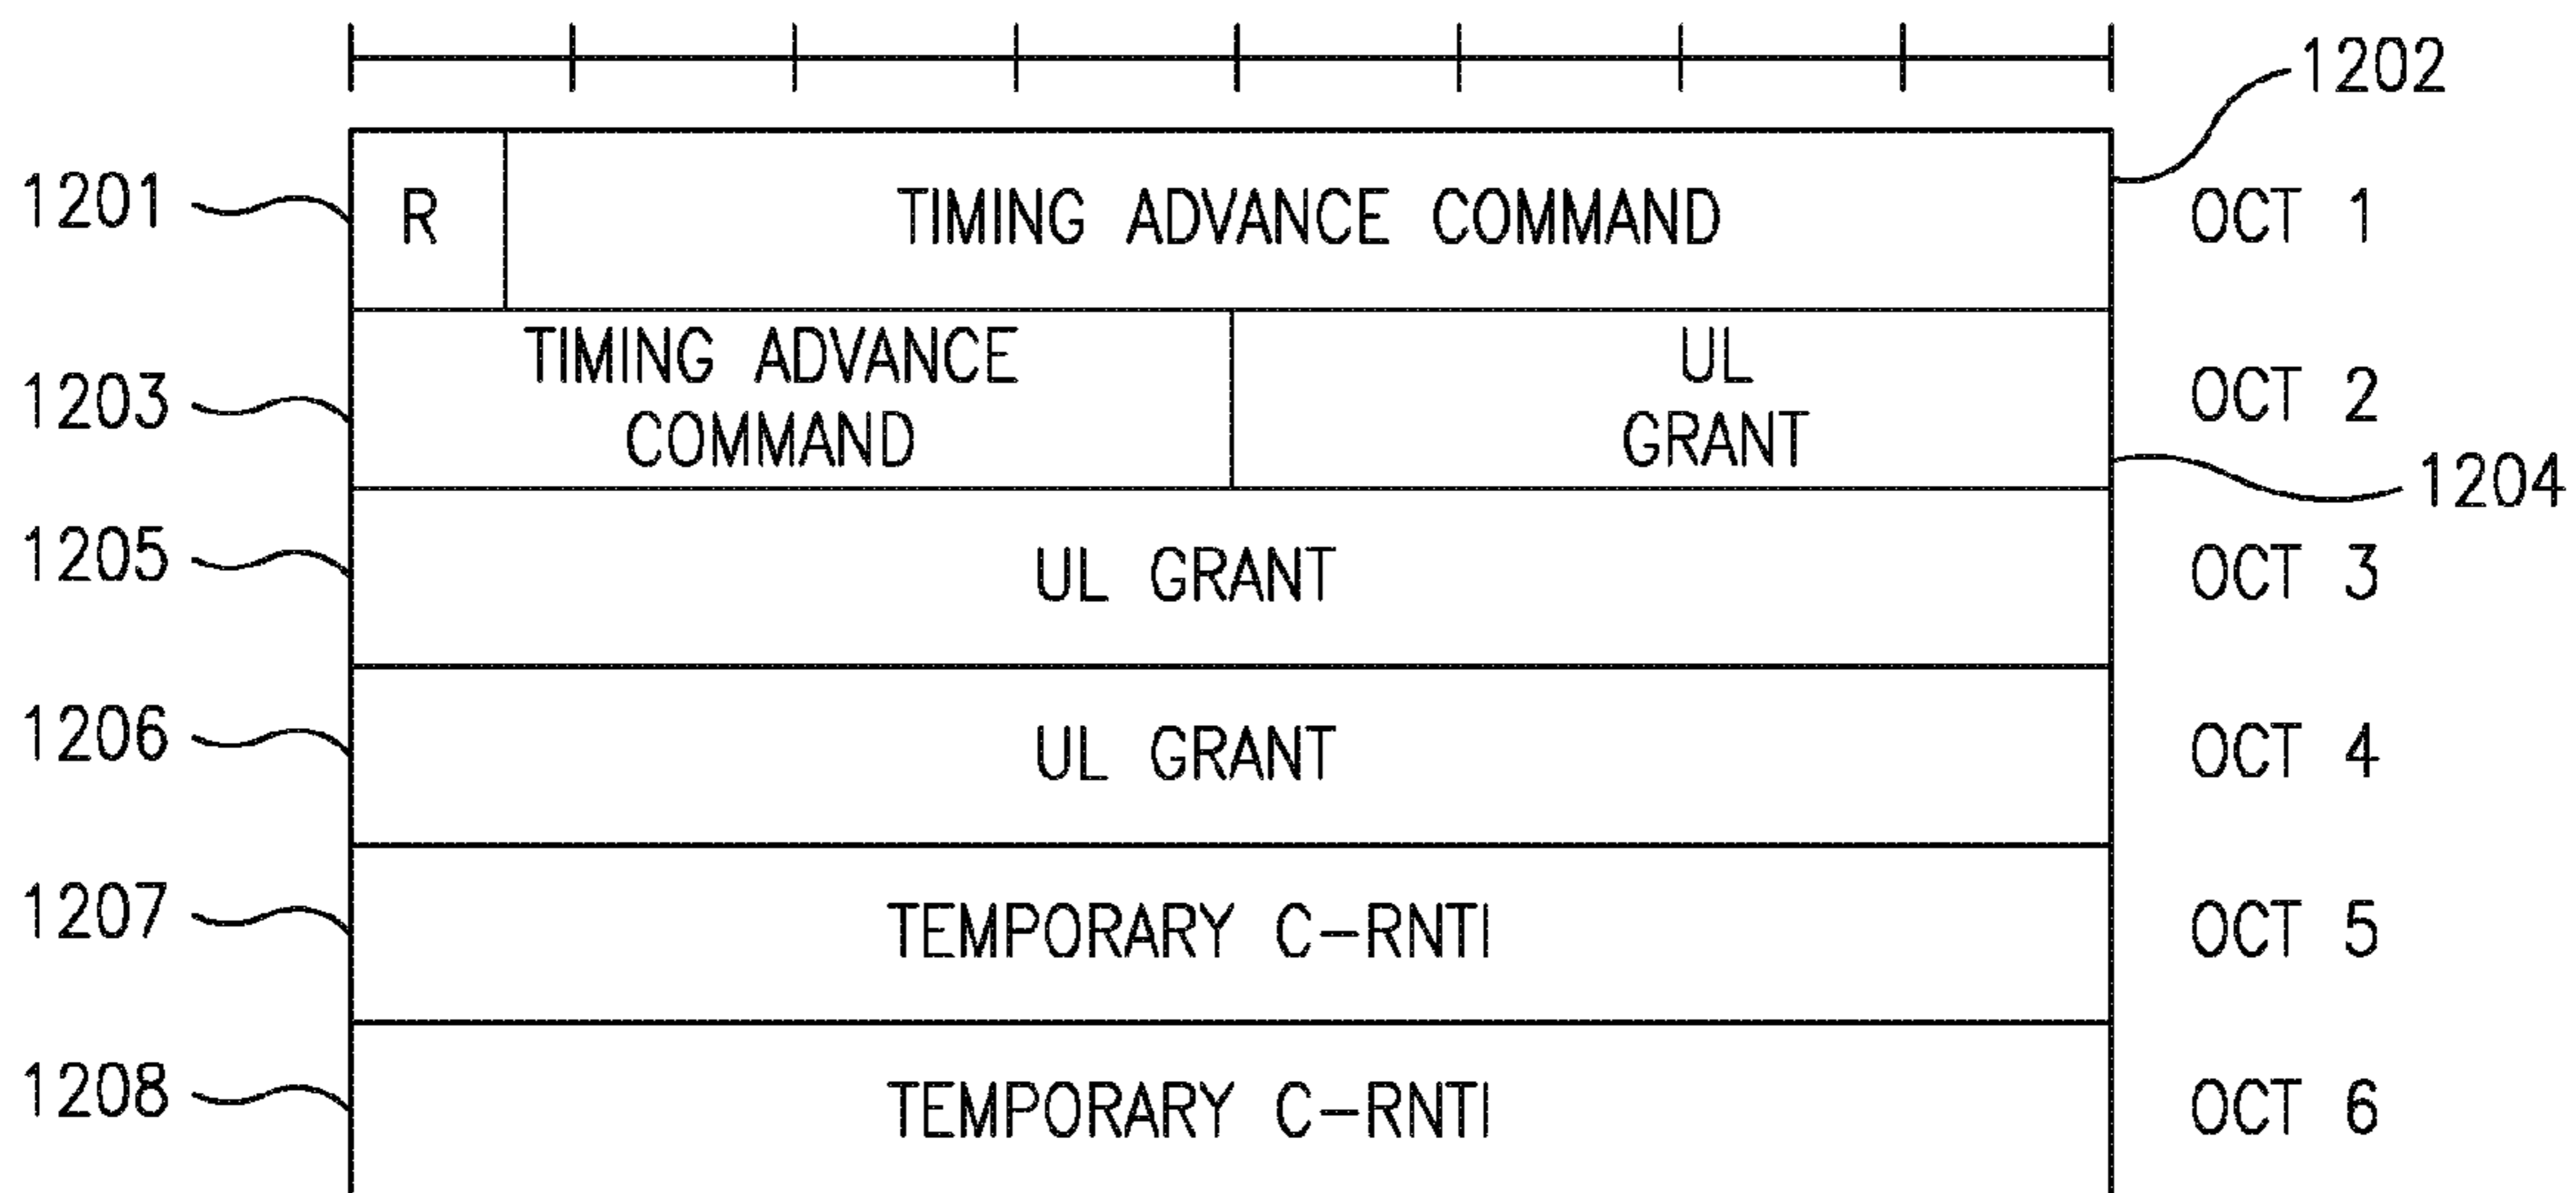 1202
1201 R TIMING ADVANCE COMMAND OCT 1
TIMING ADVANCE UL
1203 COMMAND GRANT OCT 2
1204
1205 UL GRANT OCT 3
1206 UL GRANT OCT 4
1207 TEMPORARY C-RNTI OCT 5
1208 TEMPORARY C-RNTI OCT 6